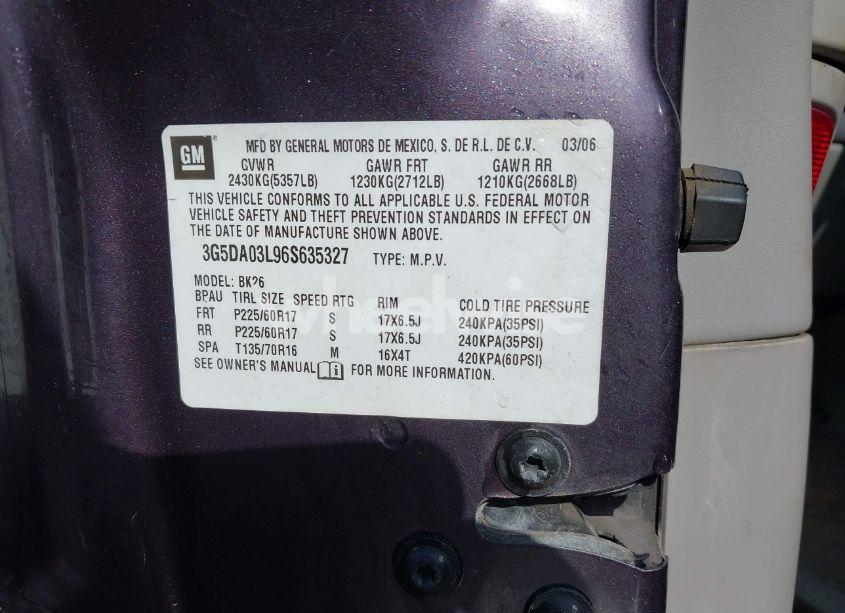 GM
MFD BY GENERAL MOTORS DE MEXICO, S. DE R.L. DE C.V. 03/06
GVWR GAWR FRT GAWR RR
2430KG(5357LB) 1230KG(2712LB) 1210KG(2668LB)
THIS VEHICLE CONFORMS TO ALL APPLICABLE U.S. FEDERAL MOTOR
VEHICLE SAFETY AND THEFT PREVENTION STANDARDS IN EFFECT ON
THE DATE OF MANUFACTURE SHOWN ABOVE.
3G5DA03L96S635327 TYPE: M.P.V.
MODEL: BK26
BPAU TIRL SIZE SPEED RTG RIM COLD TIRE PRESSURE
FRT P225/60R17 S 17X6.5J 240KPA(35PSI)
RR P225/60R17 S 17X6.5J 240KPA(35PSI)
SPA T135/70R16 M 16X4T 420KPA(60PSI)
SEE OWNER'S MANUAL FOR MORE INFORMATION.